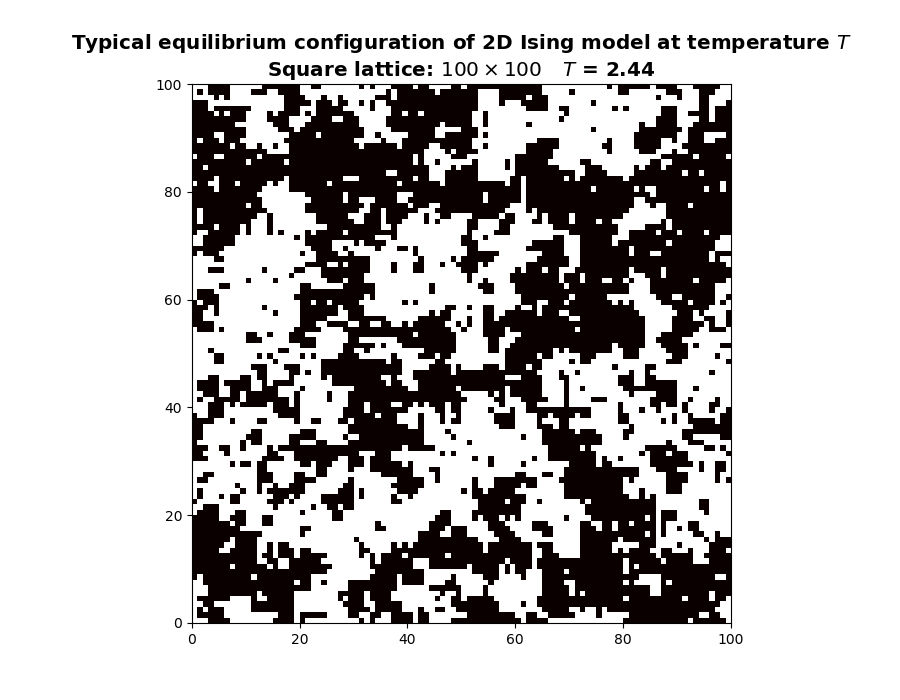 Typical equilibrium configuration of 2D Ising model at temperature T
Square lattice: 100 × 100 T = 2.44
100
80
60
40
20
0
0 20 40 60 80 100